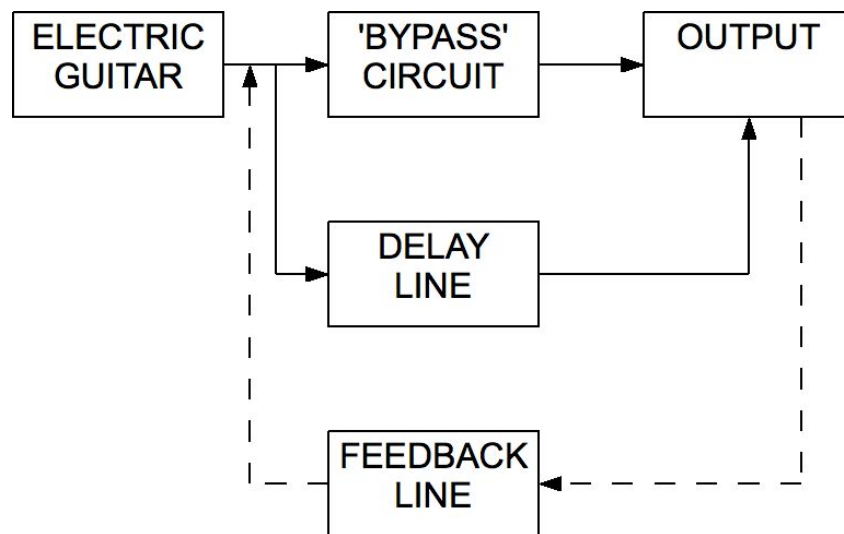 ELECTRIC
GUITAR
'BYPASS'
CIRCUIT
OUTPUT
DELAY
LINE
FEEDBACK
LINE